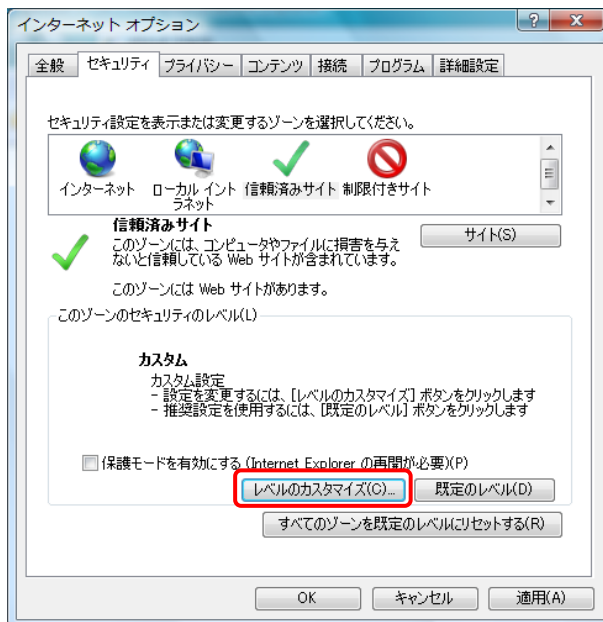 インターネット オプション
全般 セキュリティ プライバシー コンテンツ 接続 プログラム 詳細設定
セキュリティ設定を表示または変更するゾーンを選択してください。
インターネット ローカル イントラネット 信頼済みサイト 制限付きサイト
信頼済みサイト
サイト(S)
このゾーンには、コンピュータやファイルに損害を与え
ないと信頼している Web サイトが含まれています。
このゾーンには Web サイトがあります。
このゾーンのセキュリティのレベル(L)
カスタム
カスタム設定
- 設定を変更するには、[レベルのカスタマイズ] ボタンをクリックします
- 推奨設定を使用するには、[既定のレベル] ボタンをクリックします
保護モードを有効にする (Internet Explorer の再開が必要)(P)
レベルのカスタマイズ(C)... 既定のレベル(D)
すべてのゾーンを既定のレベルにリセットする(R)
OK キャンセル 適用(A)